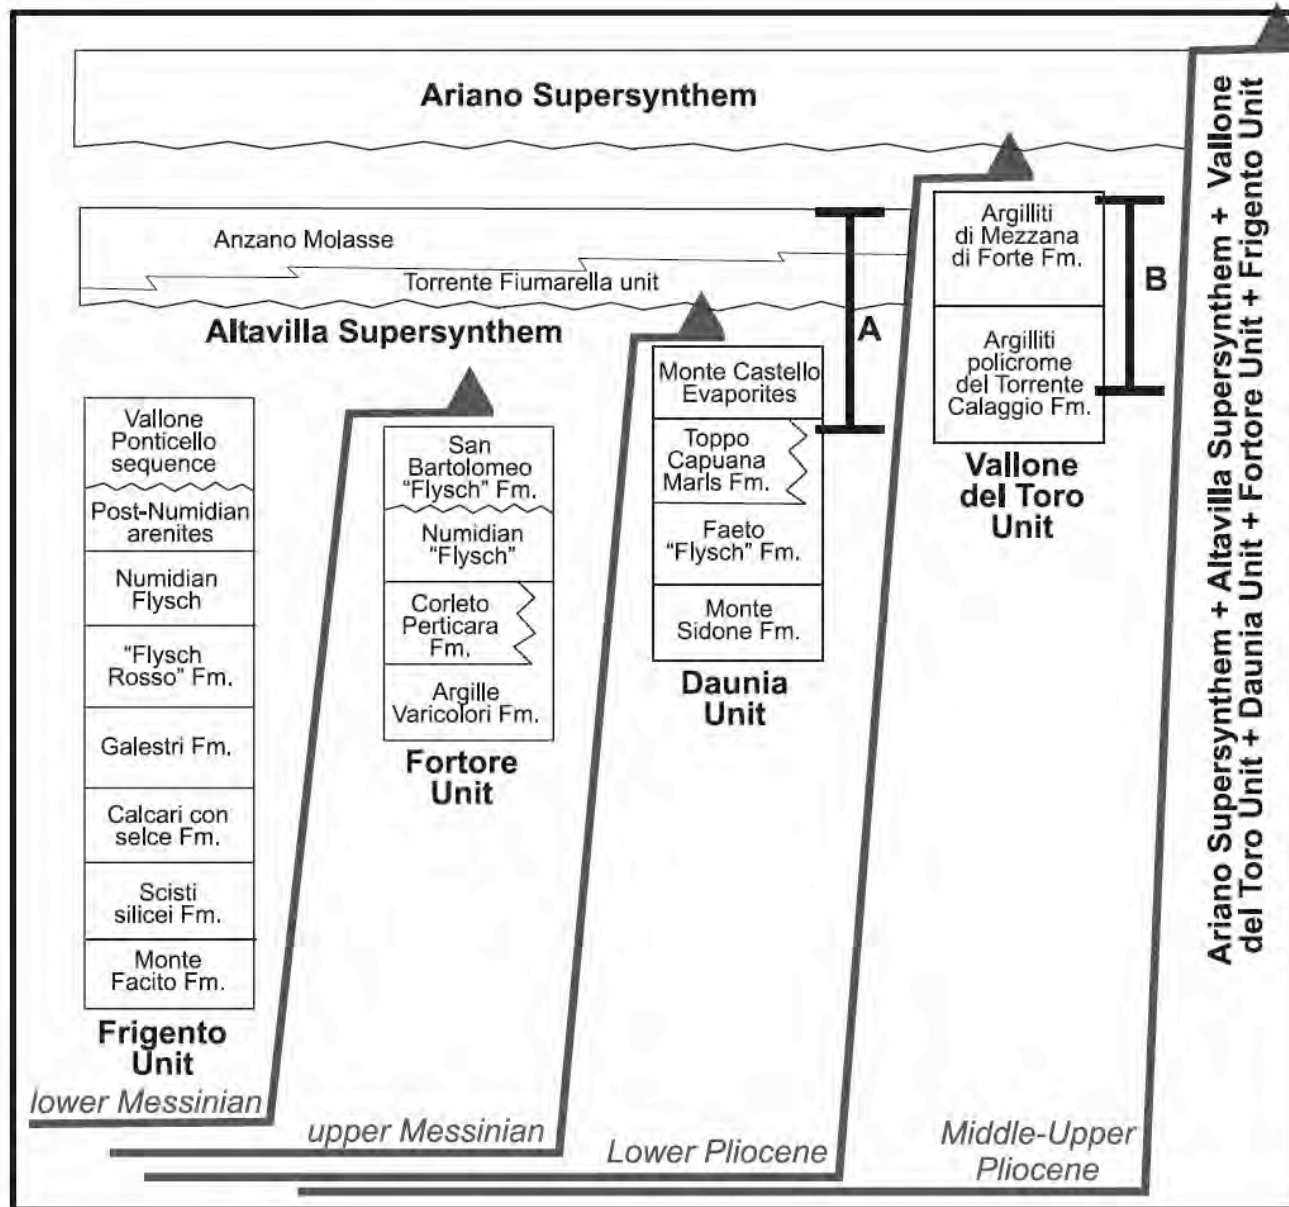 Ariano Supersynthem
Anzano Molasse
Torrente Fiumarella unit
Altavilla Supersynthem
A
B
Vallone
Ponticello
sequence
Post-Numidian
arenites
Numidian
Flysch
"Flysch
Rosso" Fm.
Galestri Fm.
Calcari con
selce Fm.
Scisti
silicei Fm.
Monte
Facito Fm.
Frigento
Unit
San
Bartolomeo
"Flysch" Fm.
Numidian
"Flysch"
Corleto
Perticara
Fm.
Argille
Varicolori Fm.
Fortore
Unit
Monte Castello
Evaporites
Toppo
Capuana
Marls Fm.
Faeto
"Flysch" Fm.
Monte
Sidone Fm.
Daunia
Unit
Argilliti
di Mezzana
di Forte Fm.
Argilliti
policrome
del Torrente
Calaggio Fm.
Vallone
del Toro
Unit
lower Messinian
upper Messinian
Lower Pliocene
Middle-Upper
Pliocene
Ariano Supersynthem + Altavilla Supersynthem + Vallone
del Toro Unit + Daunia Unit + Fortore Unit + Frigento Unit